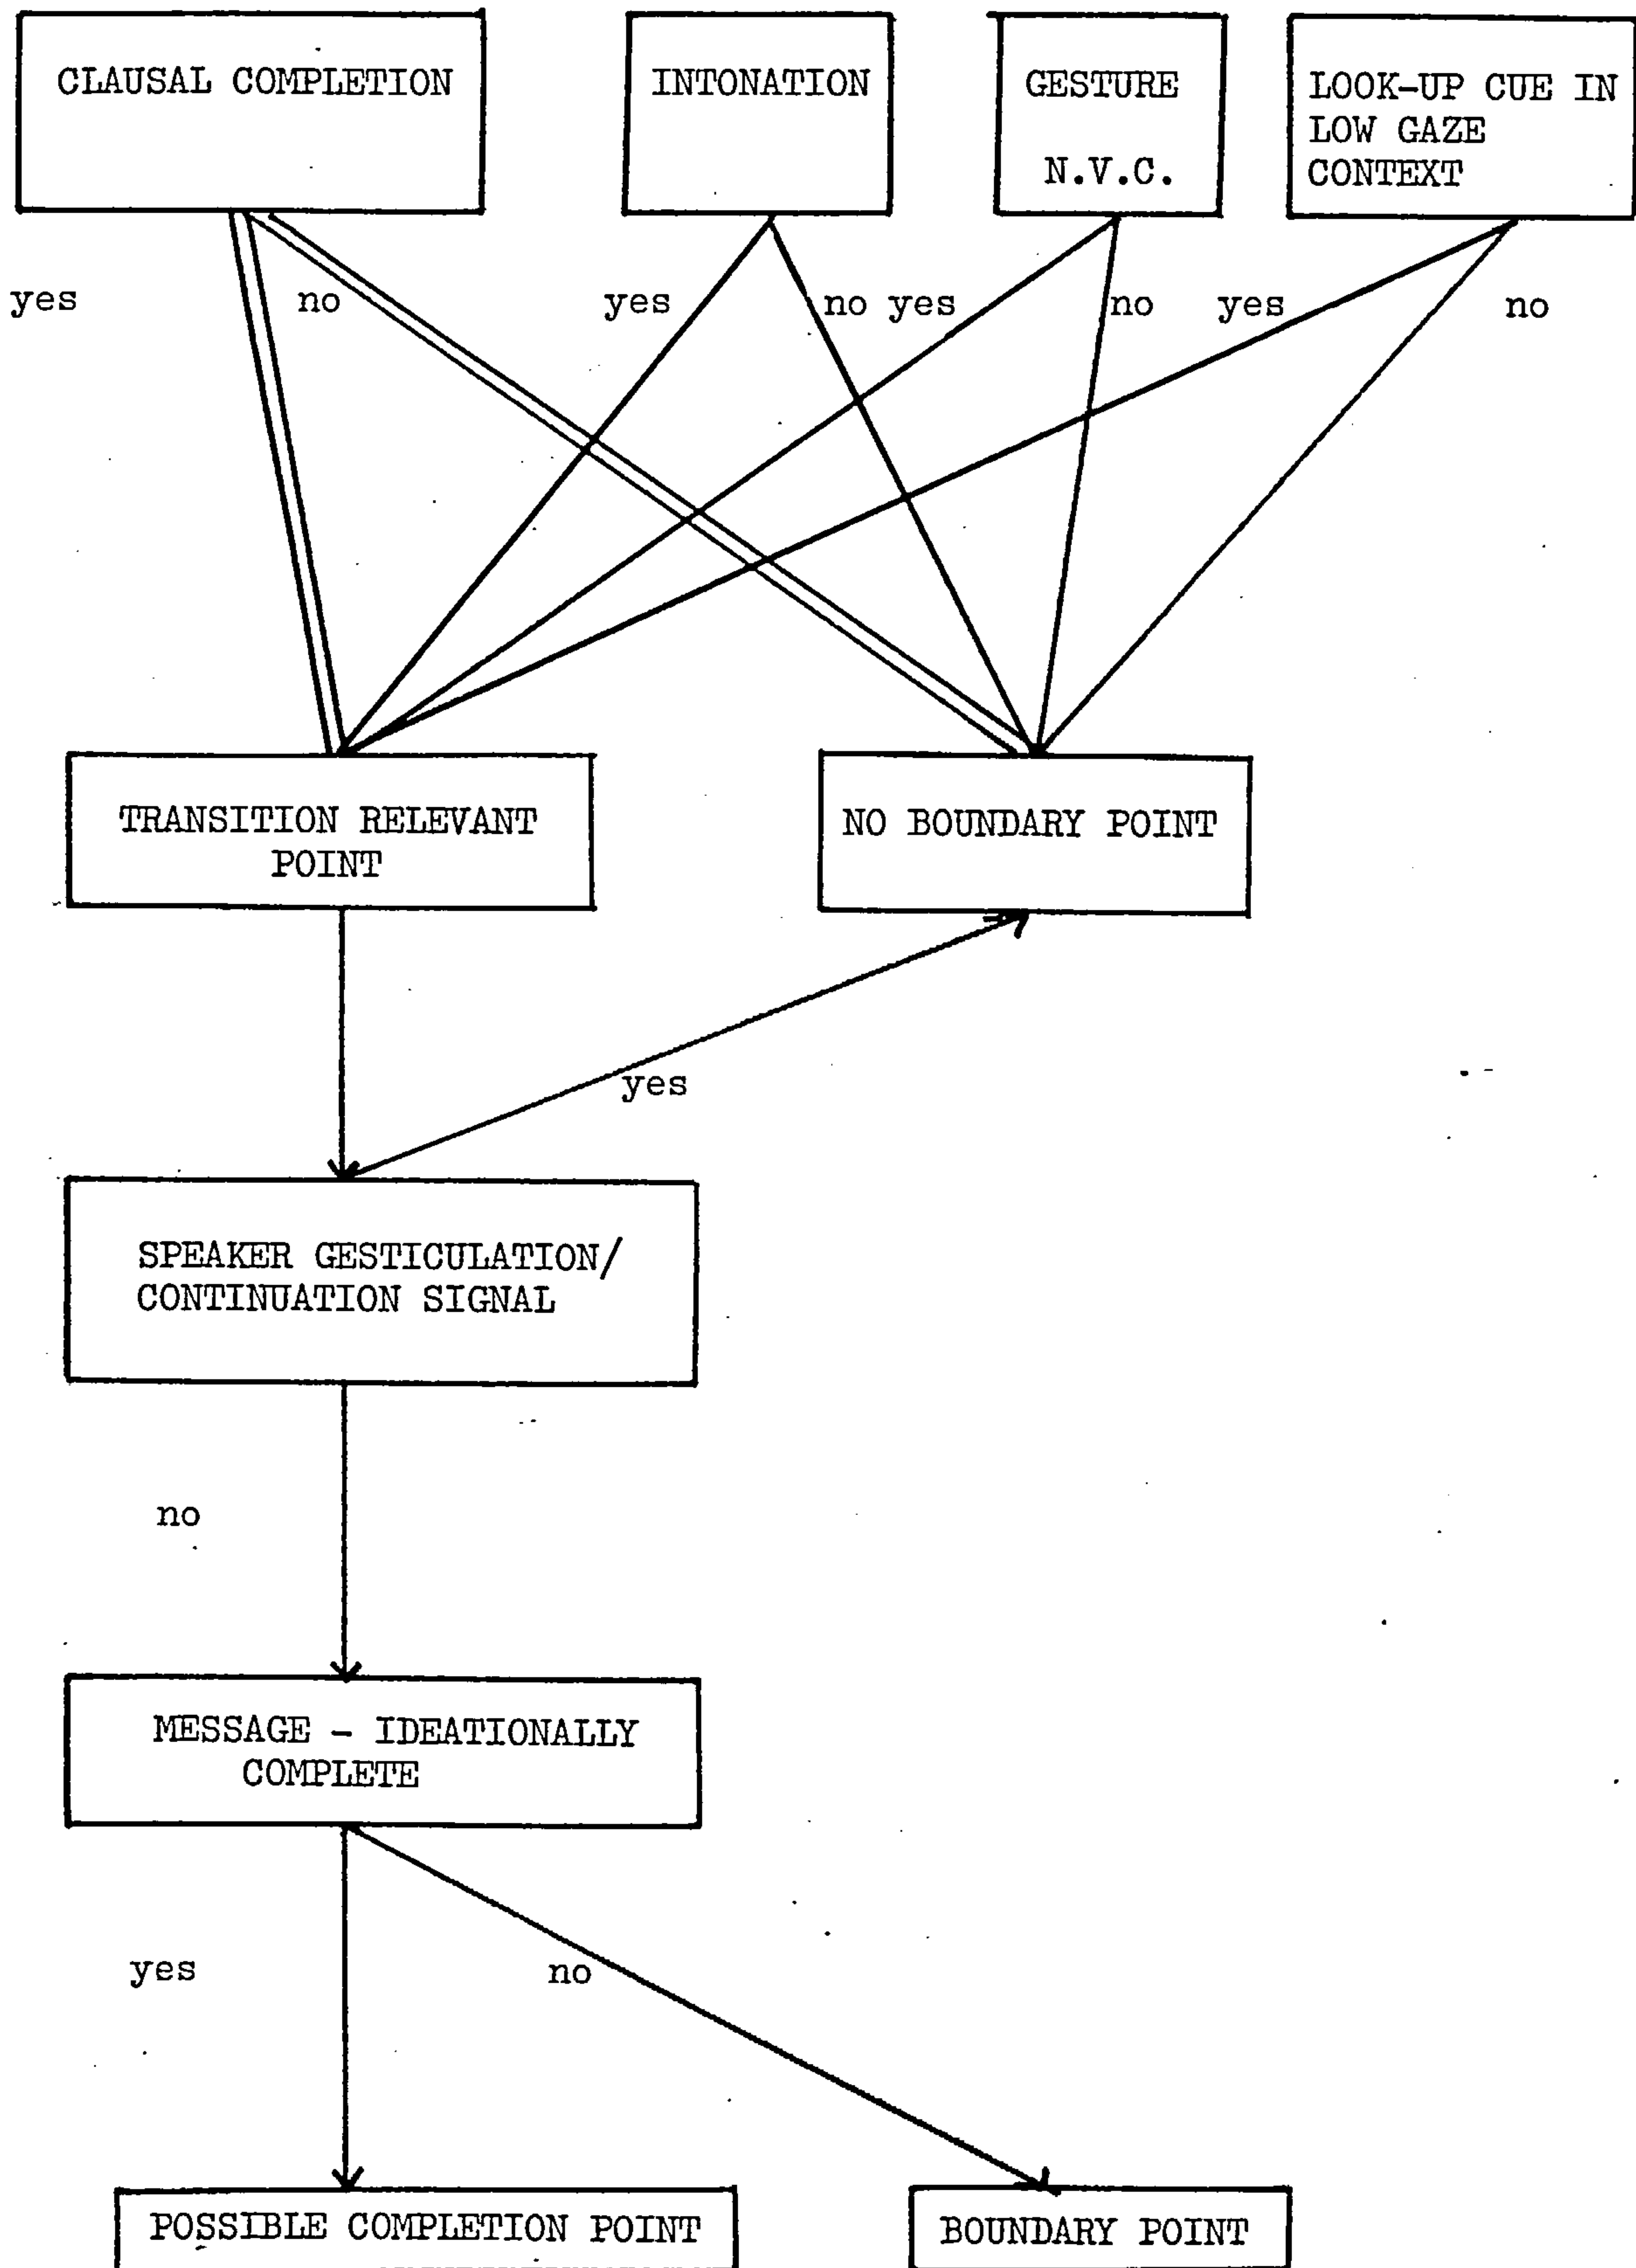 CLAUSAL COMPLETION
INTONATION
GESTURE
N.V.C.
LOOK-UP CUE IN
LOW GAZE
CONTEXT
yes
no
yes
no
yes
no
yes
no
TRANSITION RELEVANT
POINT
NO BOUNDARY POINT
yes
SPEAKER GESTICULATION/
CONTINUATION SIGNAL
no
MESSAGE - IDEATIONALLY
COMPLETE
yes
no
POSSIBLE COMPLETION POINT
BOUNDARY POINT